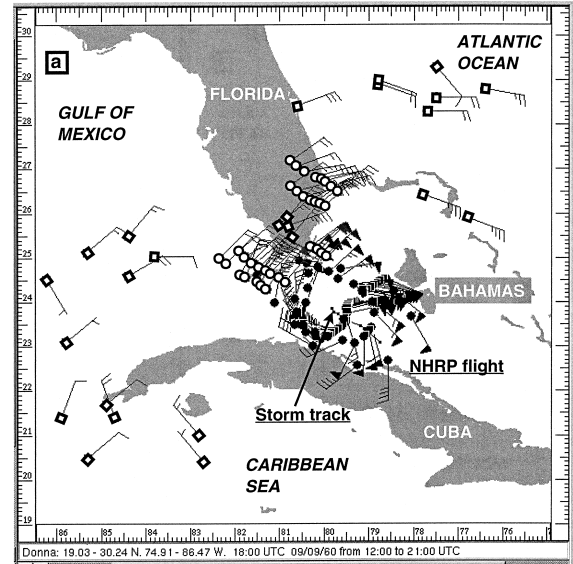 a
ATLANTIC
OCEAN
FLORIDA
GULF OF
MEXICO
BAHAMAS
NHRP flight
Storm track
CUBA
CARIBBEAN
SEA
29
28
27
26
25
24
23
22
21
20
19
86
85
84
83
82
81
80
79
78
77
76
Donna: 19.03 - 30.24 N. 74.91 - 86.47 W. 18:00 UTC 09/09/60 from 12:00 to 21:00 UTC